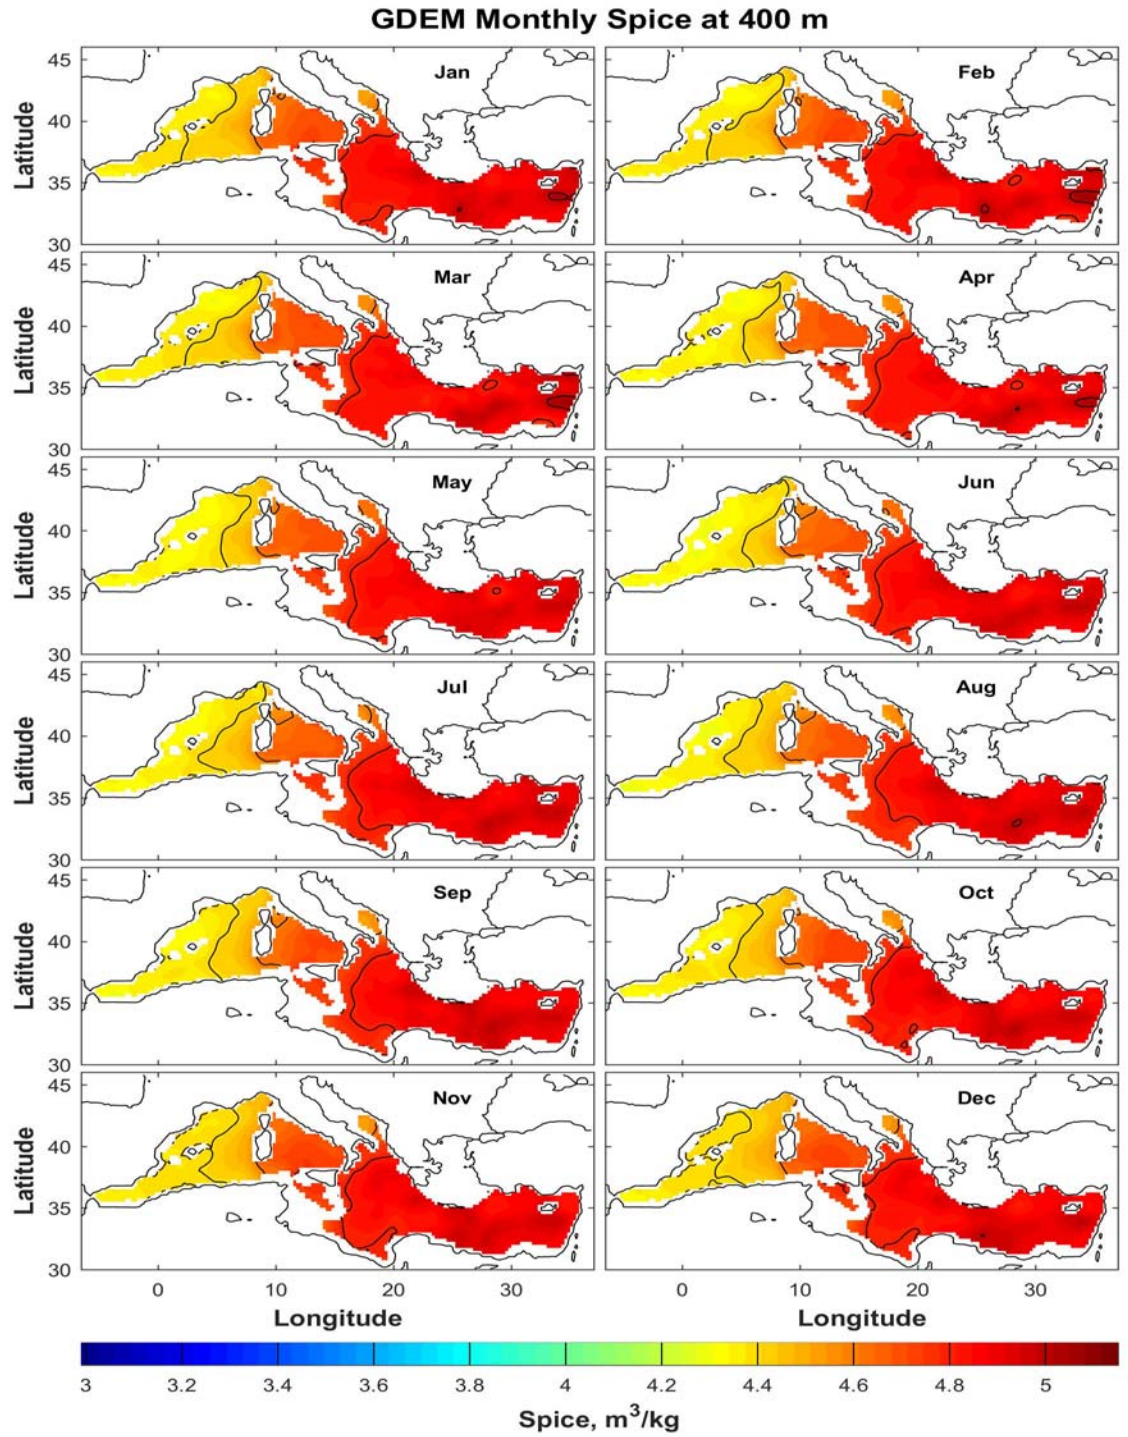 GDEM Monthly Spice at 400 m
45
40
35
30
Latitude
Jan
Feb
45
40
35
30
Latitude
Mar
Apr
45
40
35
30
Latitude
May
Jun
45
40
35
30
Latitude
Jul
Aug
45
40
35
30
Latitude
Sep
Oct
45
40
35
30
Latitude
Nov
Dec
0 10 20 30 0 10 20 30
Longitude Longitude
3 3.2 3.4 3.6 3.8 4 4.2 4.4 4.6 4.8 5
Spice, m³/kg